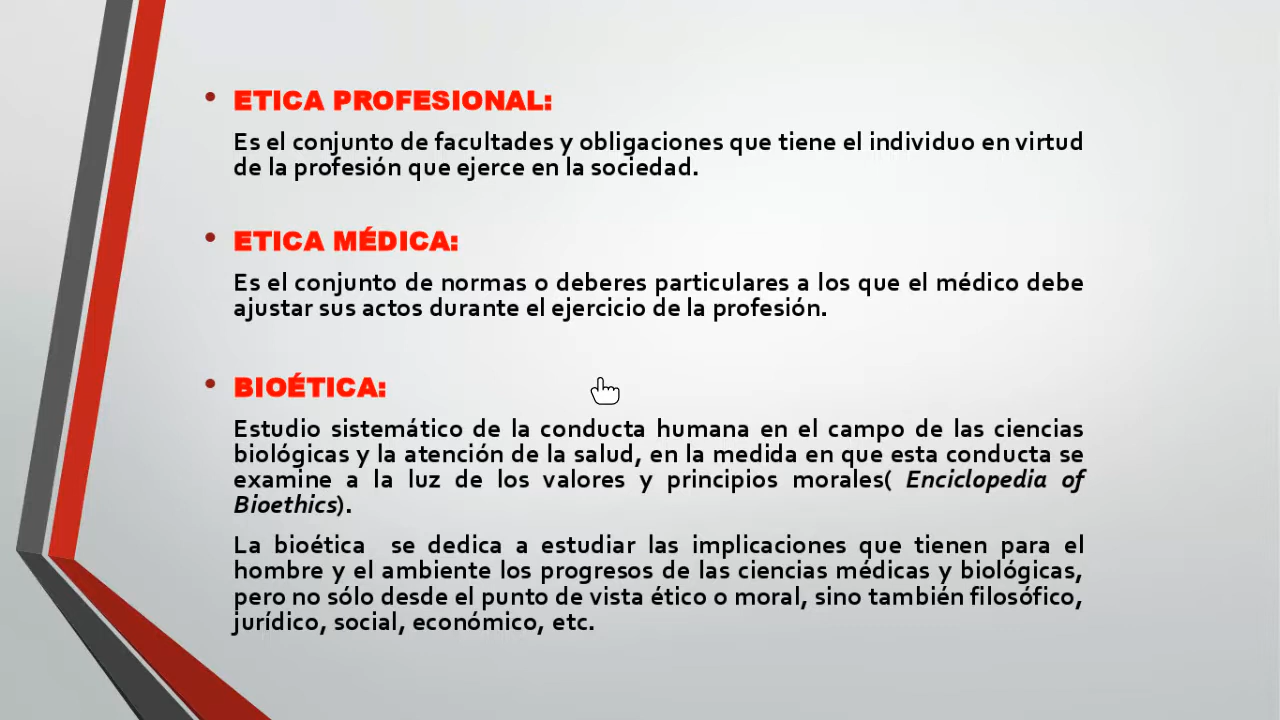 • ETICA PROFESIONAL:
Es el conjunto de facultades y obligaciones que tiene el individuo en virtud
de la profesión que ejerce en la sociedad.
• ETICA MÉDICA:
Es el conjunto de normas o deberes particulares a los que el médico debe
ajustar sus actos durante el ejercicio de la profesión.
• BIOÉTICA:
Estudio sistemático de la conducta humana en el campo de las ciencias
biológicas y la atención de la salud, en la medida en que esta conducta se
examine a la luz de los valores y principios morales( Enciclopedia of
Bioethics).
La bioética se dedica a estudiar las implicaciones que tienen para el
hombre y el ambiente los progresos de las ciencias médicas y biológicas,
pero no sólo desde el punto de vista ético o moral, sino también filosófico,
jurídico, social, económico, etc.